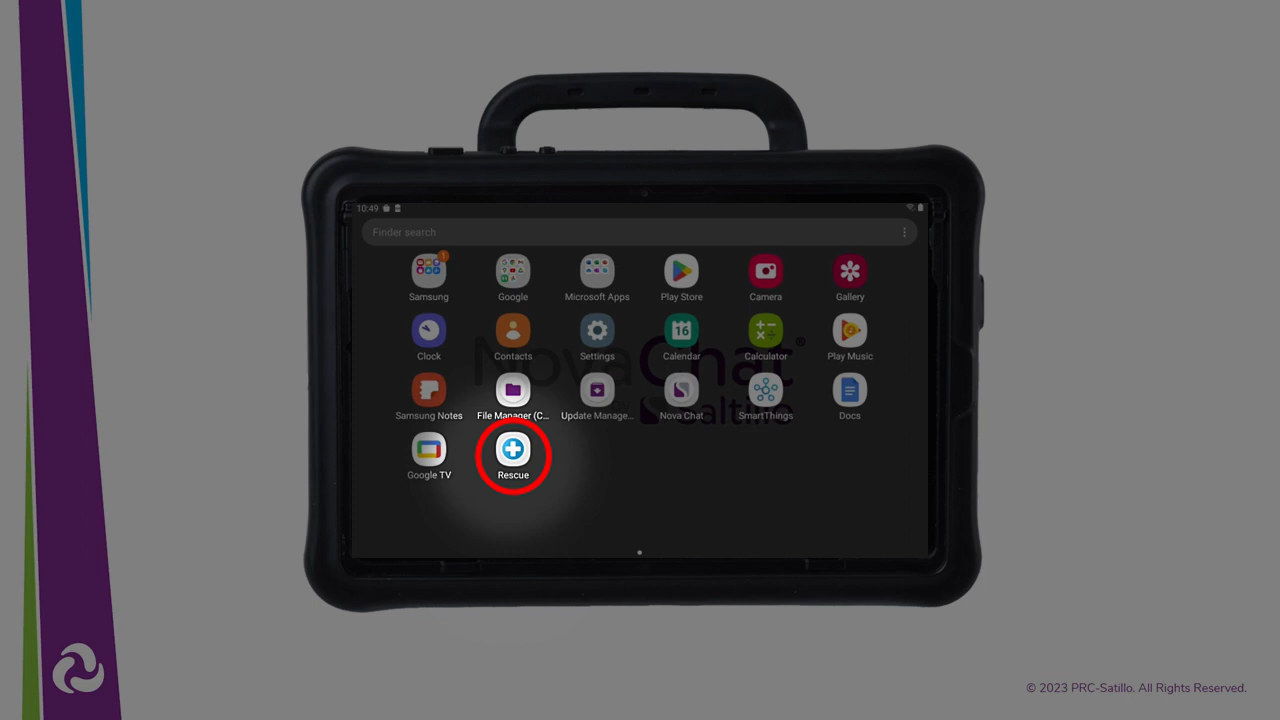 10:49
Finder search
Samsung Google Microsoft Apps Play Store Camera Gallery
16
Clock Contacts Settings Calendar Calculator Play Music
NovaChat®
Samsung Notes File Manager (C... Update Manage... Nova Chat SmartThings Docs
Saltillo
Google TV Rescue
© 2023 PRC-Satillo. All Rights Reserved.